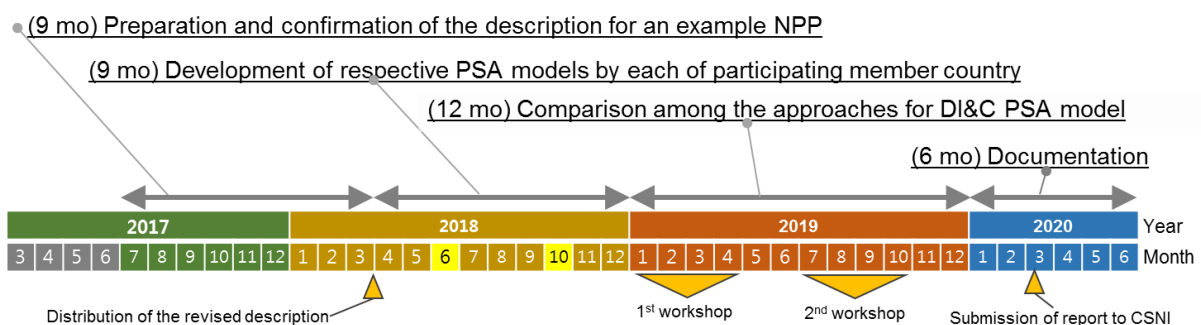 (9 mo) Preparation and confirmation of the description for an example NPP
(9 mo) Development of respective PSA models by each of participating member country
(12 mo) Comparison among the approaches for DI&C PSA model
(6 mo) Documentation
2017 2018 2019 2020 Year
3 4 5 6 7 8 9 10 11 12 1 2 3 4 5 6 7 8 9 10 11 12 1 2 3 4 5 6 7 8 9 10 11 12 1 2 3 4 5 6 Month
Distribution of the revised description 1st workshop 2nd workshop Submission of report to CSNI